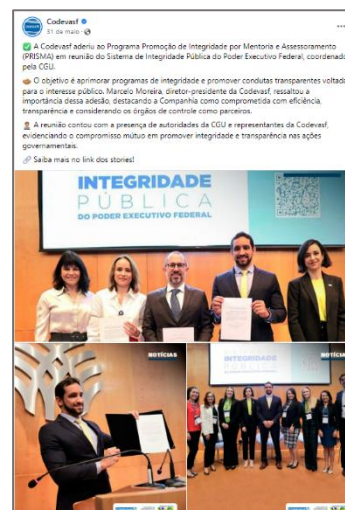 Codevasf
31 de maio
✅ A Codevasf aderiu ao Programa Promoção de Integridade por Mentoria e Assessoramento
(PRISMA) em reunião do Sistema de Integridade Pública do Poder Executivo Federal, coordenado
pela CGU.
🤝 O objetivo é aprimorar programas de integridade e promover condutas transparentes voltadas
para o interesse público. Marcelo Moreira, diretor-presidente da Codevasf, ressaltou a
importância dessa adesão, destacando a Companhia como comprometida com eficiência,
transparência e considerando os órgãos de controle como parceiros.
A reunião contou com a presença de autoridades da CGU e representantes da Codevasf,
evidenciando o compromisso mútuo em promover integridade e transparência nas ações
governamentais.
🔗 Saiba mais no link dos stories!
INTEGRIDADE
PÚBLICA
DO PODER EXECUTIVO FEDERAL
NOTÍCIAS
INTEGRIDADE
PÚBLICA
NOTÍCIAS